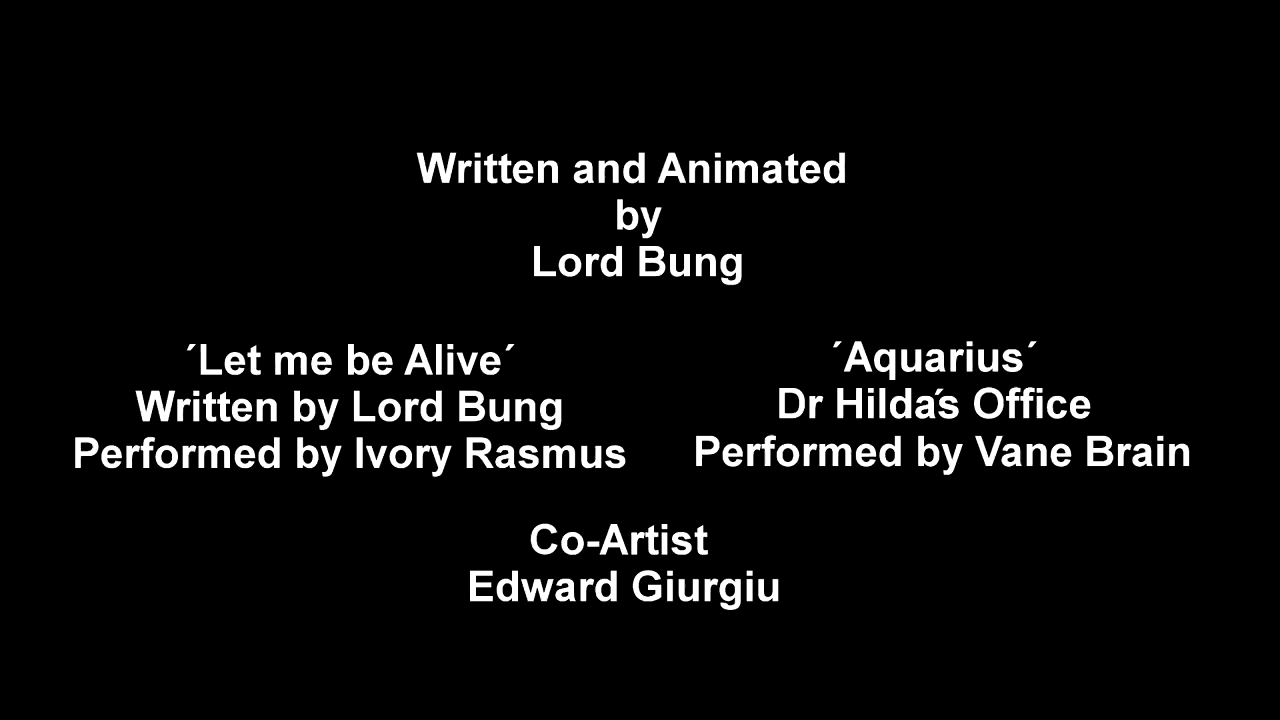 Written and Animated
by
Lord Bung
´Let me be Alive´
Written by Lord Bung
Performed by Ivory Rasmus
´Aquarius´
Dr Hilda´s Office
Performed by Vane Brain
Co-Artist
Edward Giurgiu